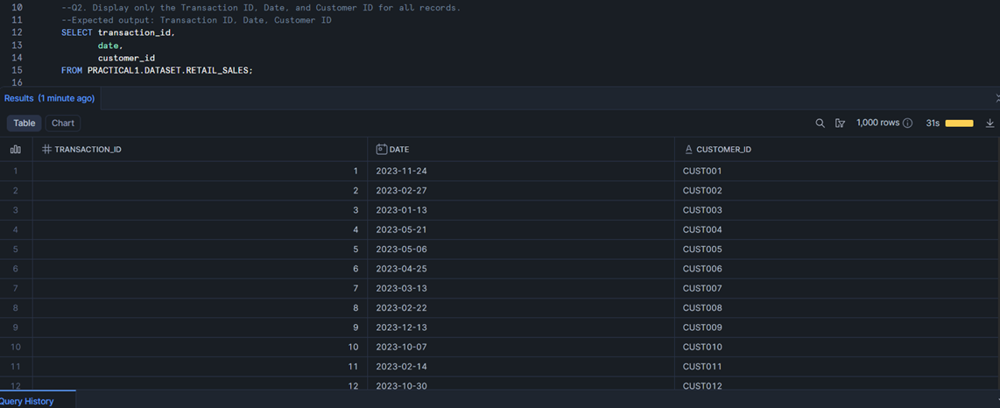 10 --Q2. Display only the Transaction ID, Date, and Customer ID for all records.
11 --Expected output: Transaction ID, Date, Customer ID
12 SELECT transaction_id,
13 date,
14 customer_id
15 FROM PRACTICAL1.DATASET.RETAIL_SALES;
16
Results (1 minute ago)
Table Chart 1,000 rows 31s
TRANSACTION_ID DATE CUSTOMER_ID
1 1 2023-11-24 CUST001
2 2 2023-02-27 CUST002
3 3 2023-01-13 CUST003
4 4 2023-05-21 CUST004
5 5 2023-05-06 CUST005
6 6 2023-04-25 CUST006
7 7 2023-03-13 CUST007
8 8 2023-02-22 CUST008
9 9 2023-12-13 CUST009
10 10 2023-10-07 CUST010
11 11 2023-02-14 CUST011
12 12 2023-10-30 CUST012
Query History